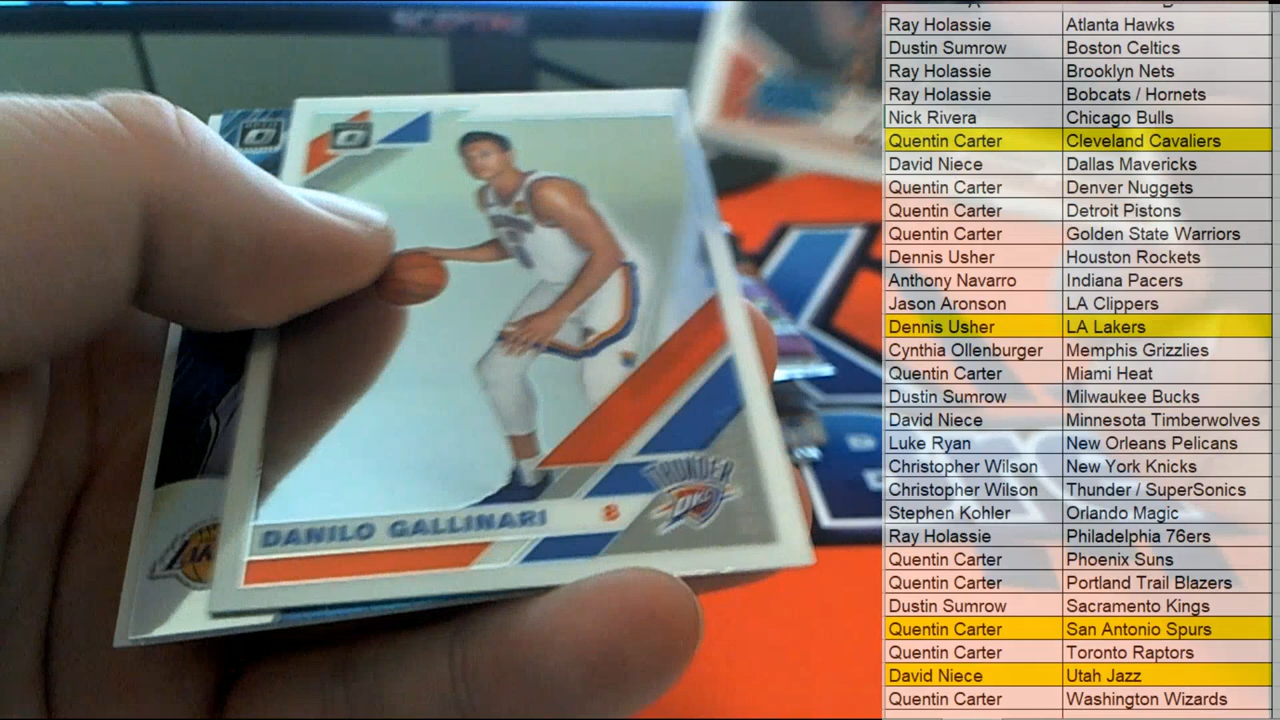 SCEPTRE
DANILO GALLINARI 8
THUNDER
OKC
Ray Holassie Atlanta Hawks
Dustin Sumrow Boston Celtics
Ray Holassie Brooklyn Nets
Ray Holassie Bobcats / Hornets
Nick Rivera Chicago Bulls
Quentin Carter Cleveland Cavaliers
David Niece Dallas Mavericks
Quentin Carter Denver Nuggets
Quentin Carter Detroit Pistons
Quentin Carter Golden State Warriors
Dennis Usher Houston Rockets
Anthony Navarro Indiana Pacers
Jason Aronson LA Clippers
Dennis Usher LA Lakers
Cynthia Ollenburger Memphis Grizzlies
Quentin Carter Miami Heat
Dustin Sumrow Milwaukee Bucks
David Niece Minnesota Timberwolves
Luke Ryan New Orleans Pelicans
Christopher Wilson New York Knicks
Christopher Wilson Thunder / SuperSonics
Stephen Kohler Orlando Magic
Ray Holassie Philadelphia 76ers
Quentin Carter Phoenix Suns
Quentin Carter Portland Trail Blazers
Dustin Sumrow Sacramento Kings
Quentin Carter San Antonio Spurs
Quentin Carter Toronto Raptors
David Niece Utah Jazz
Quentin Carter Washington Wizards